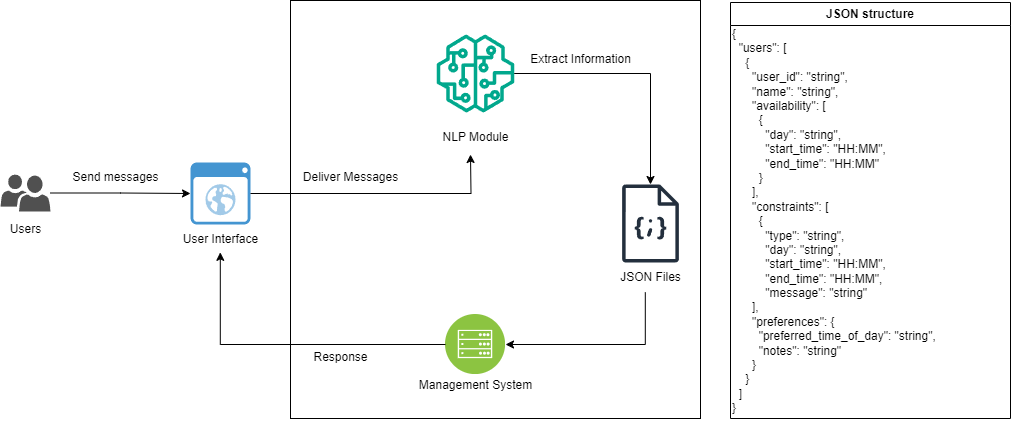 Extract Information
NLP Module
Send messages
Deliver Messages
Users
User Interface
{;}
JSON Files
Response
Management System
JSON structure
{
"users": [
{
"user_id": "string",
"name": "string",
"availability": [
{
"day": "string",
"start_time": "HH:MM",
"end_time": "HH:MM"
}
],
"constraints": [
{
"type": "string",
"day": "string",
"start_time": "HH:MM",
"end_time": "HH:MM",
"message": "string"
],
"preferences": {
"preferred_time_of_day": "string",
"notes": "string"
}
}
]
}